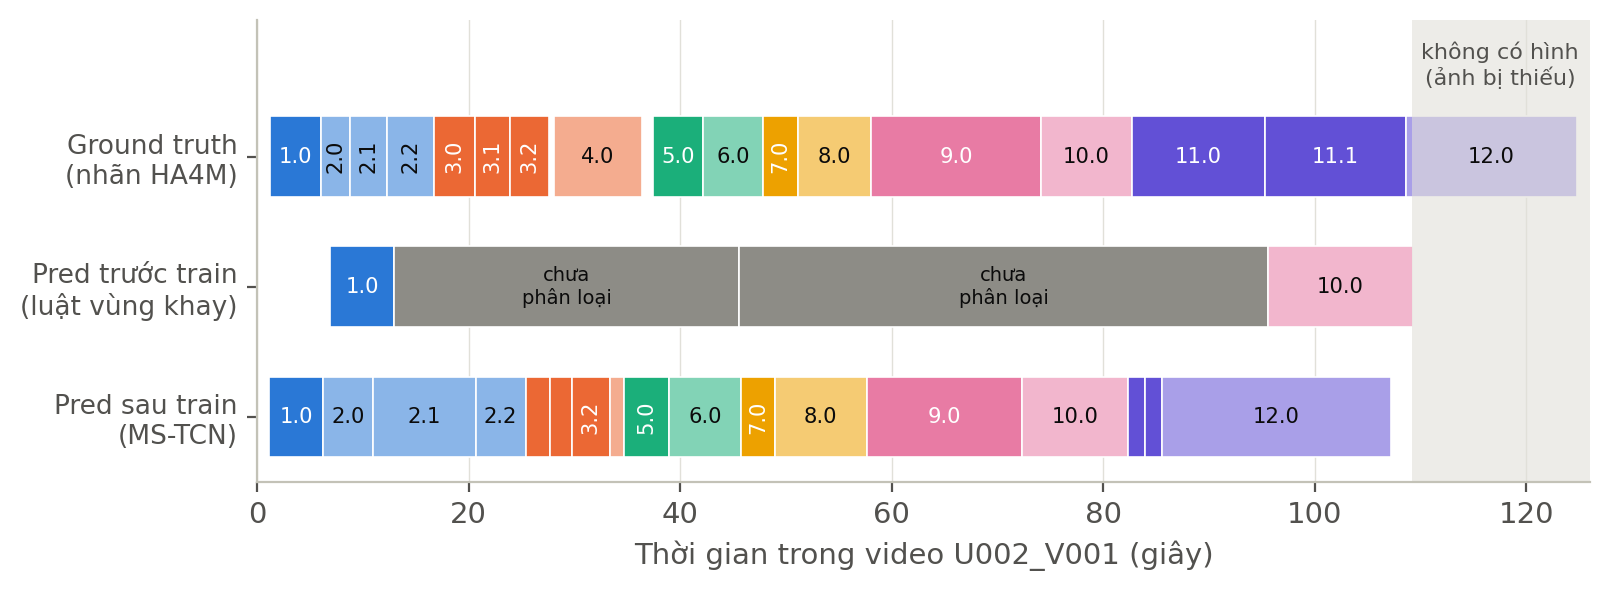 không có hình
(ảnh bị thiếu)
Ground truth
(nhãn HA4M)
1.0 2.0 2.1 2.2 3.0 3.1 3.2 4.0 5.0 6.0 7.0 8.0 9.0 10.0 11.0 11.1 12.0
Pred trước train
(luật vùng khay)
1.0
chưa
phân loại
chưa
phân loại
10.0
Pred sau train
(MS-TCN)
1.0 2.0 2.1 2.2 3.2 5.0 6.0 7.0 8.0 9.0 10.0 12.0
0 20 40 60 80 100 120
Thời gian trong video U002_V001 (giây)